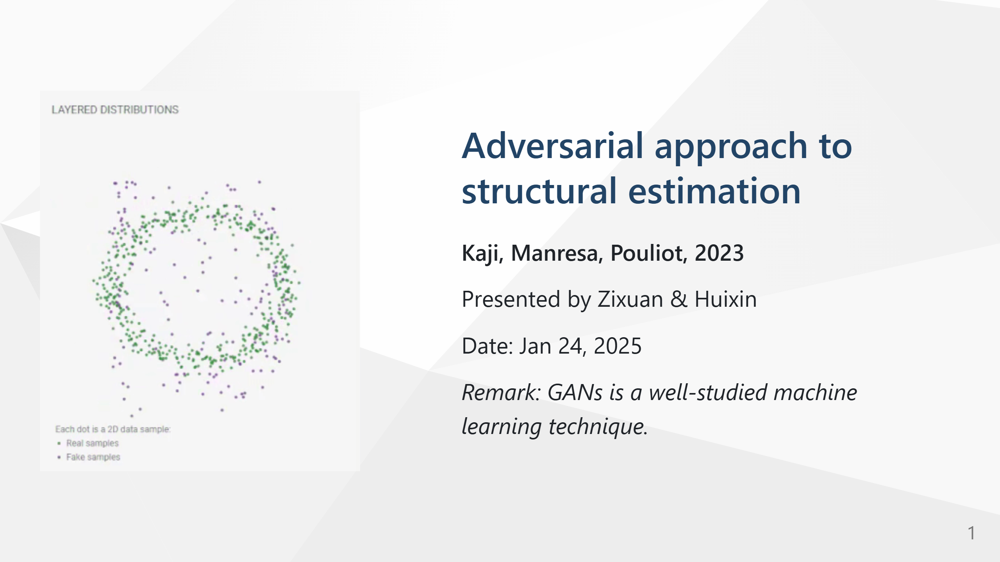 LAYERED DISTRIBUTIONS
Each dot is a 2D data sample:
• Real samples
• Fake samples
Adversarial approach to
structural estimation
Kaji, Manresa, Pouliot, 2023
Presented by Zixuan & Huixin
Date: Jan 24, 2025
Remark: GANs is a well-studied machine
learning technique.
1